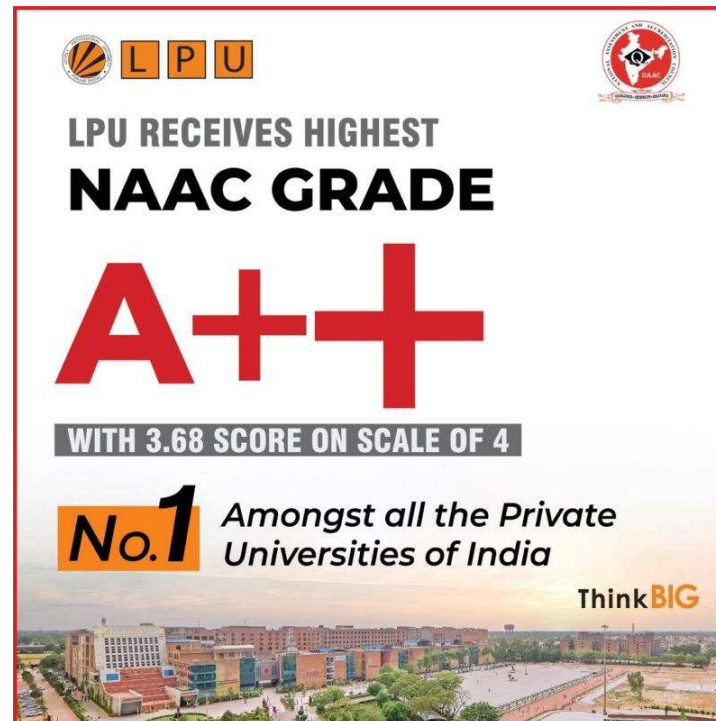 LPU
NAAC
LPU RECEIVES HIGHEST
NAAC GRADE
A++
WITH 3.68 SCORE ON SCALE OF 4
No.1 Amongst all the Private
Universities of India
ThinkBIG